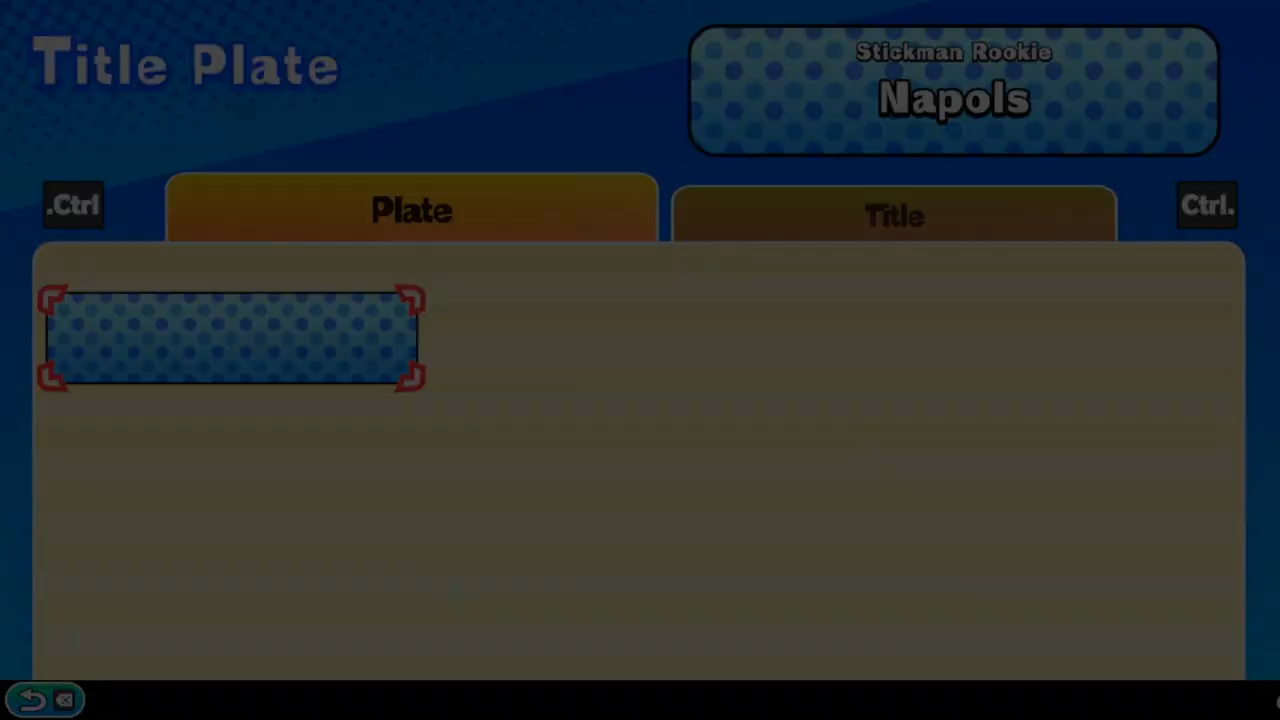 Title Plate
Stickman Rookie
Napols
.Ctrl
Plate
Title
Ctrl.